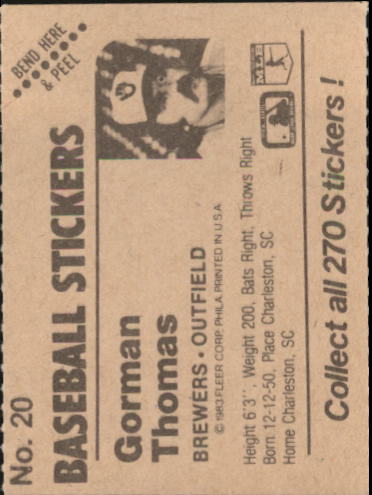 No. 20
BEND HERE
& PEEL
BASEBALL STICKERS
Gorman
Thomas
BREWERS • OUTFIELD
© 1983 FLEER CORP. PHILA. PRINTED IN U.S.A.
Height 6'3", Weight 200, Bats Right, Throws Right
Born 12-12-50, Place Charleston, SC
Home Charleston, SC
Collect all 270 Stickers!